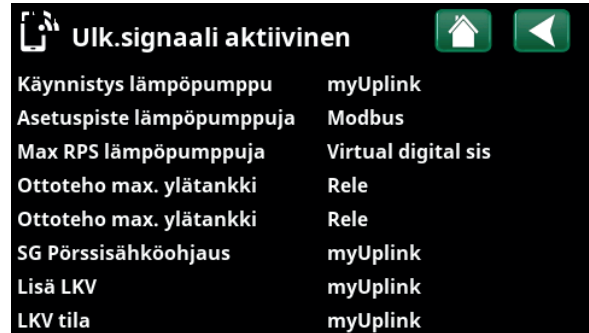 Ulk.signaali aktiivinen
Käynnistys lämpöpumppu myUplink
Asetuspiste lämpöpumppuja Modbus
Max RPS lämpöpumppuja Virtual digital sis
Ottoteho max. ylätankki Rele
Ottoteho max. ylätankki Rele
SG Pörssisähköohjaus myUplink
Lisä LKV myUplink
LKV tila myUplink